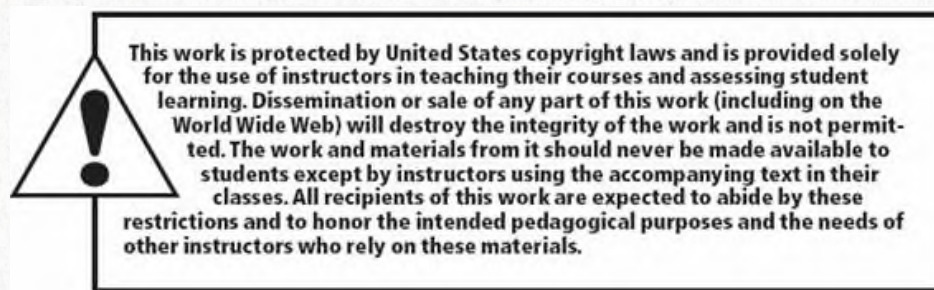 This work is protected by United States copyright laws and is provided solely
for the use of instructors in teaching their courses and assessing student
learning. Dissemination or sale of any part of this work (including on the
World Wide Web) will destroy the integrity of the work and is not permit-
ted. The work and materials from it should never be made available to
students except by instructors using the accompanying text in their
classes. All recipients of this work are expected to abide by these
restrictions and to honor the intended pedagogical purposes and the needs of
other instructors who rely on these materials.